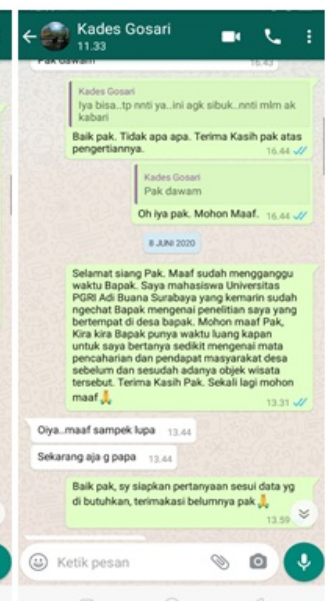 Kades Gosari
11.33
Pak dawam
16.43
Kades Gosari
Iya bisa..tp nnti ya..ini agk sibuk..nnti mlm ak
kabari
Baik pak. Tidak apa apa. Terima Kasih pak atas
pengertiannya.
16.44
Kades Gosari
Pak dawam
Oh iya pak. Mohon Maaf. 16.44
8 JUNI 2020
Selamat siang Pak. Maaf sudah mengganggu
waktu Bapak. Saya mahasiswa Universitas
PGRI Adi Buana Surabaya yang kemarin sudah
ngechat Bapak mengenai penelitian saya yang
bertempat di desa bapak. Mohon maaf Pak,
Kira kira Bapak punya waktu luang kapan
untuk saya bertanya sedikit mengenai mata
pencaharian dan pendapat masyarakat desa
sebelum dan sesudah adanya objek wisata
tersebut. Terima Kasih Pak. Sekali lagi mohon
maaf🙏
13.31
Oiya..maaf sampek lupa 13.44
Sekarang aja g papa 13.44
Baik pak, sy siapkan pertanyaan sesui data yg
di butuhkan, terimakasi belumnya pak🙏
13.59
Ketik pesan